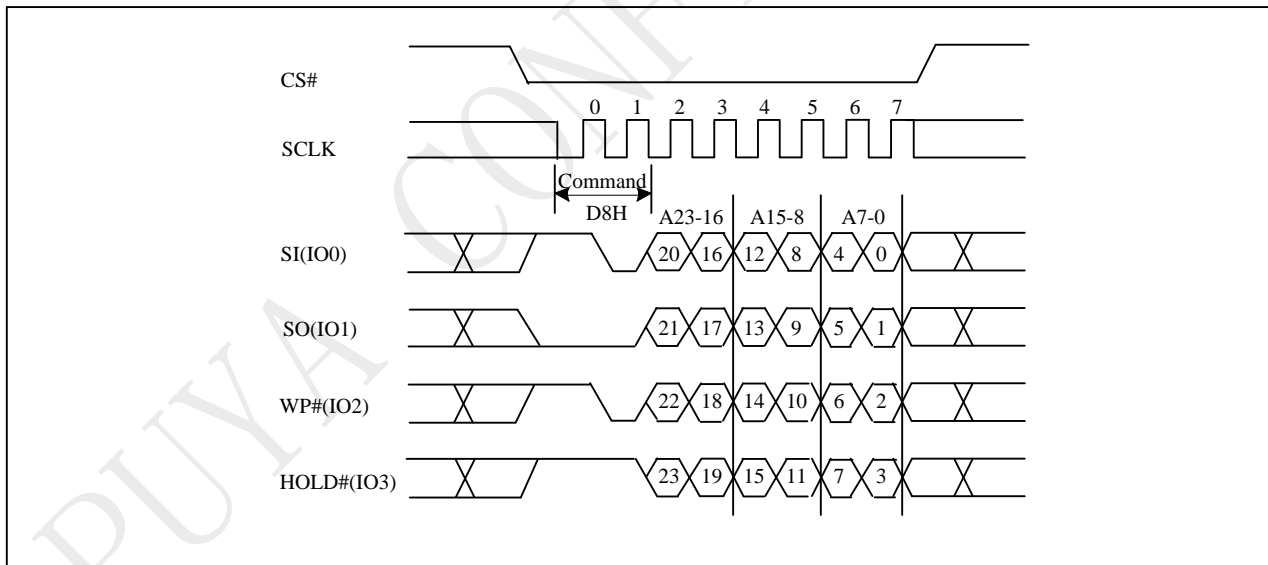 CS#
0 1 2 3 4 5 6 7
SCLK
Command
D8H
A23-16 A15-8 A7-0
SI(IO0) 20 16 12 8 4 0
SO(IO1) 21 17 13 9 5 1
WP#(IO2) 22 18 14 10 6 2
HOLD#(IO3) 23 19 15 11 7 3
PUYA CONF